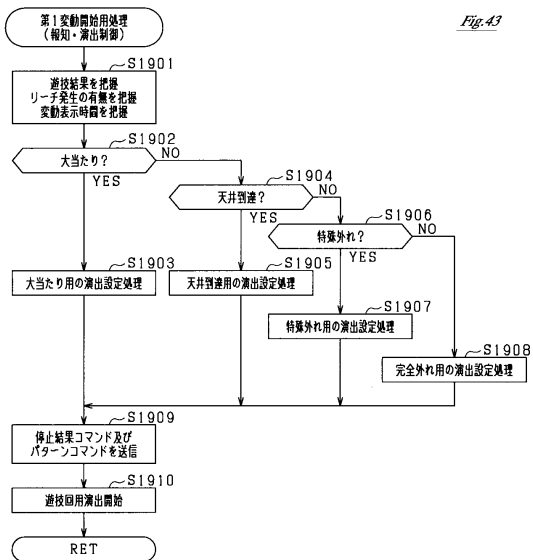 第1変動開始用処理
(報知・演出制御)
Fig.43
S1901
遊技結果を把握
リーチ発生の有無を把握
変動表示時間を把握
S1902
大当たり?
NO
YES
S1904
天井到達?
NO
YES
S1906
特殊外れ?
NO
YES
S1903
大当たり用の演出設定処理
S1905
天井到達用の演出設定処理
S1907
特殊外れ用の演出設定処理
S1908
完全外れ用の演出設定処理
S1909
停止結果コマンド及び
パターンコマンドを送信
S1910
遊技回用演出開始
RET